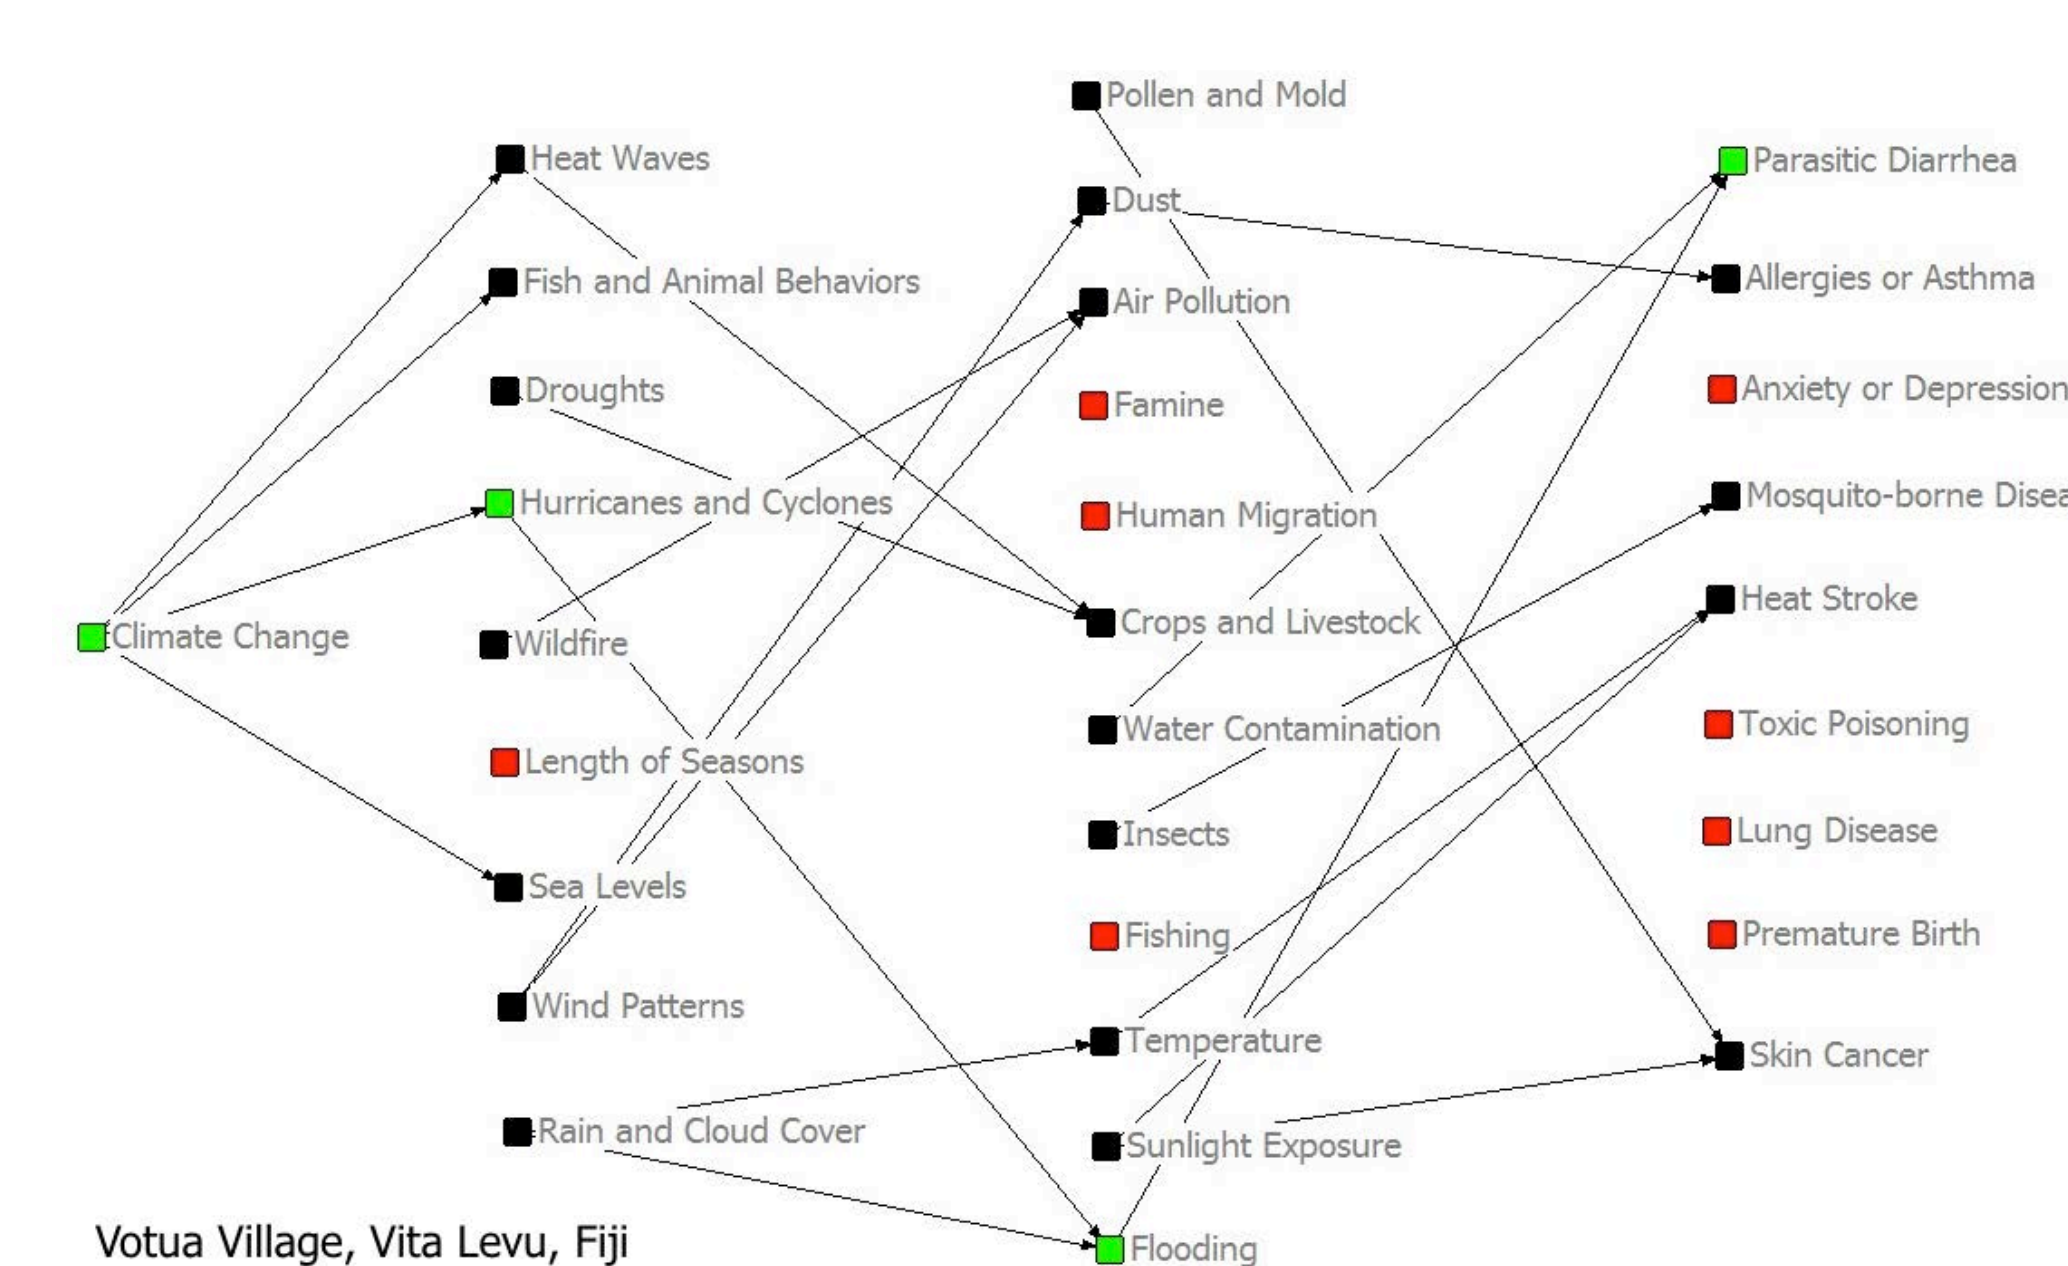 Pollen and Mold
Heat Waves
Parasitic Diarrhea
Dust
Allergies or Asthma
Fish and Animal Behaviors
Air Pollution
Droughts
Anxiety or Depression
Famine
Hurricanes and Cyclones
Mosquito-borne Disea
Human Migration
Heat Stroke
Crops and Livestock
Climate Change
Wildfire
Toxic Poisoning
Water Contamination
Length of Seasons
Lung Disease
Insects
Sea Levels
Fishing
Premature Birth
Wind Patterns
Temperature
Skin Cancer
Rain and Cloud Cover
Sunlight Exposure
Votua Village, Vita Levu, Fiji
Flooding